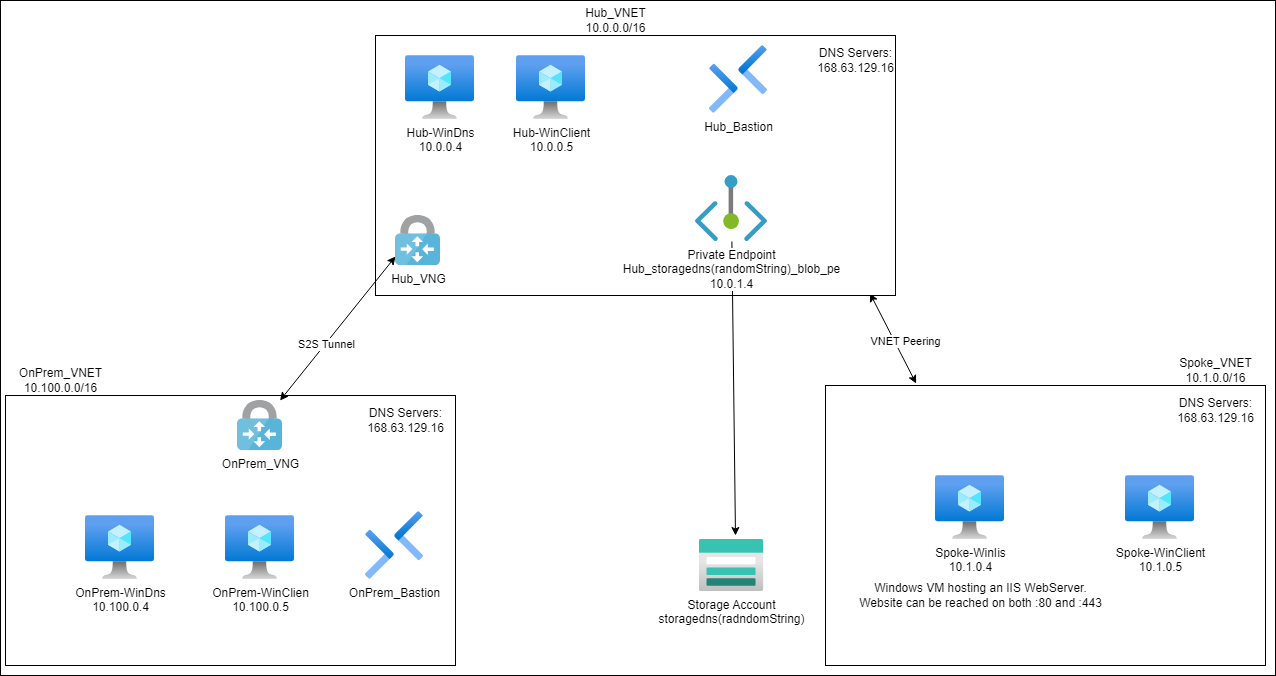 Hub_VNET
10.0.0.0/16
DNS Servers:
168.63.129.16
Hub-WinDns
10.0.0.4
Hub-WinClient
10.0.0.5
Hub_Bastion
Private Endpoint
Hub_storagedns(randomString)_blob_pe
10.0.1.4
Hub_VNG
S2S Tunnel
VNET Peering
OnPrem_VNET
10.100.0.0/16
DNS Servers:
168.63.129.16
OnPrem_VNG
OnPrem-WinDns
10.100.0.4
OnPrem-WinClien
10.100.0.5
OnPrem_Bastion
Storage Account
storagedns(radndomString)
Spoke_VNET
10.1.0.0/16
DNS Servers:
168.63.129.16
Spoke-WinIis
10.1.0.4
Spoke-WinClient
10.1.0.5
Windows VM hosting an IIS WebServer.
Website can be reached on both :80 and :443